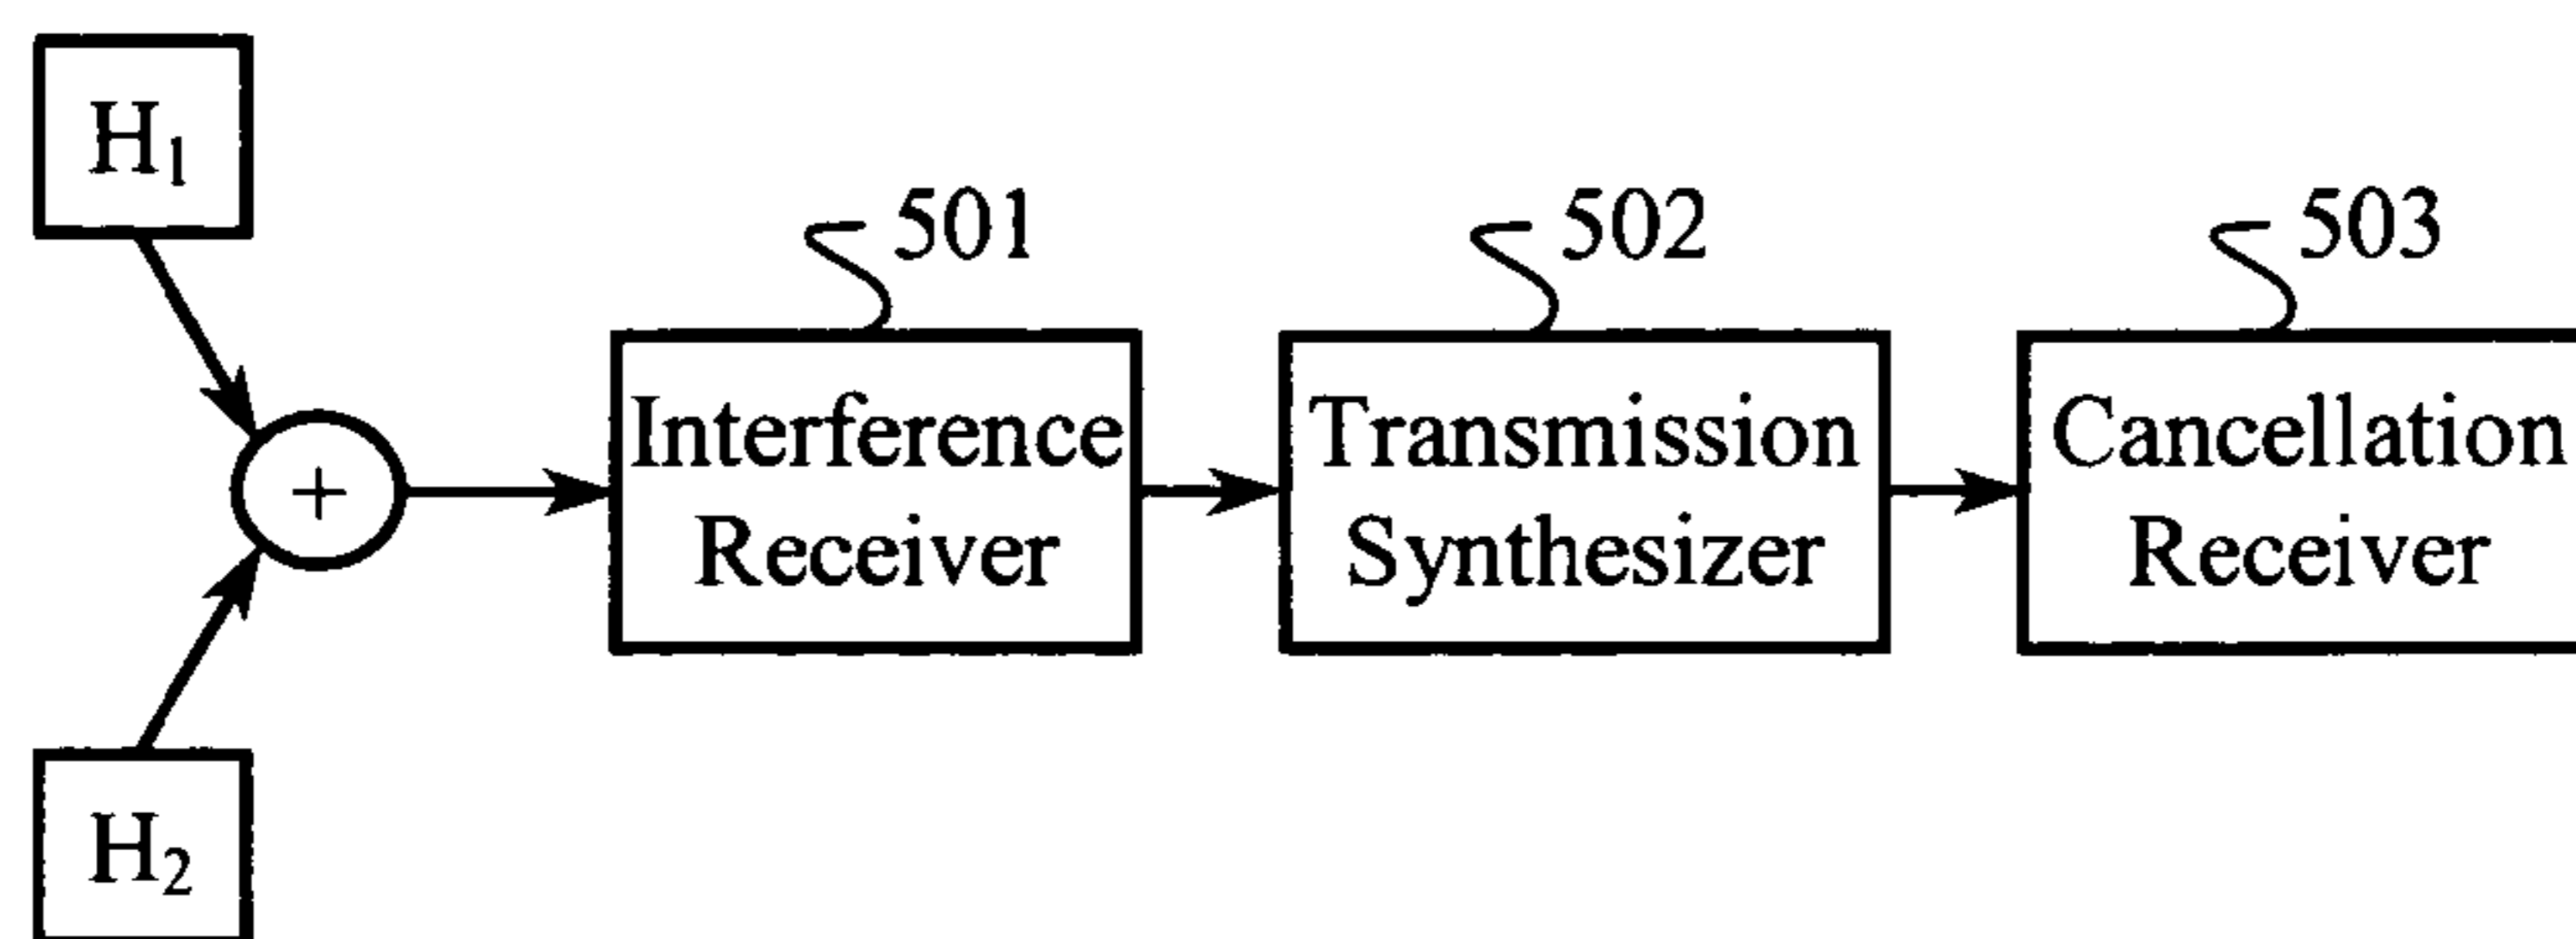 H₁
501
502
503
Interference
Receiver
Transmission
Synthesizer
Cancellation
Receiver
+
H₂